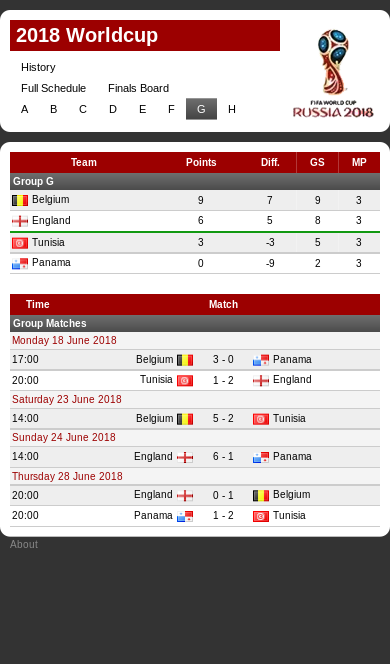 2018 Worldcup
FIFA WORLD CUP
RUSSIA 2018
History
Full Schedule Finals Board
A B C D E F G H
Team Points Diff. GS MP
Group G
Belgium 9 7 9 3
England 6 5 8 3
Tunisia 3 -3 5 3
Panama 0 -9 2 3
Time Match
Group Matches
Monday 18 June 2018
17:00 Belgium 3 - 0 Panama
20:00 Tunisia 1 - 2 England
Saturday 23 June 2018
14:00 Belgium 5 - 2 Tunisia
Sunday 24 June 2018
14:00 England 6 - 1 Panama
Thursday 28 June 2018
20:00 England 0 - 1 Belgium
20:00 Panama 1 - 2 Tunisia
About